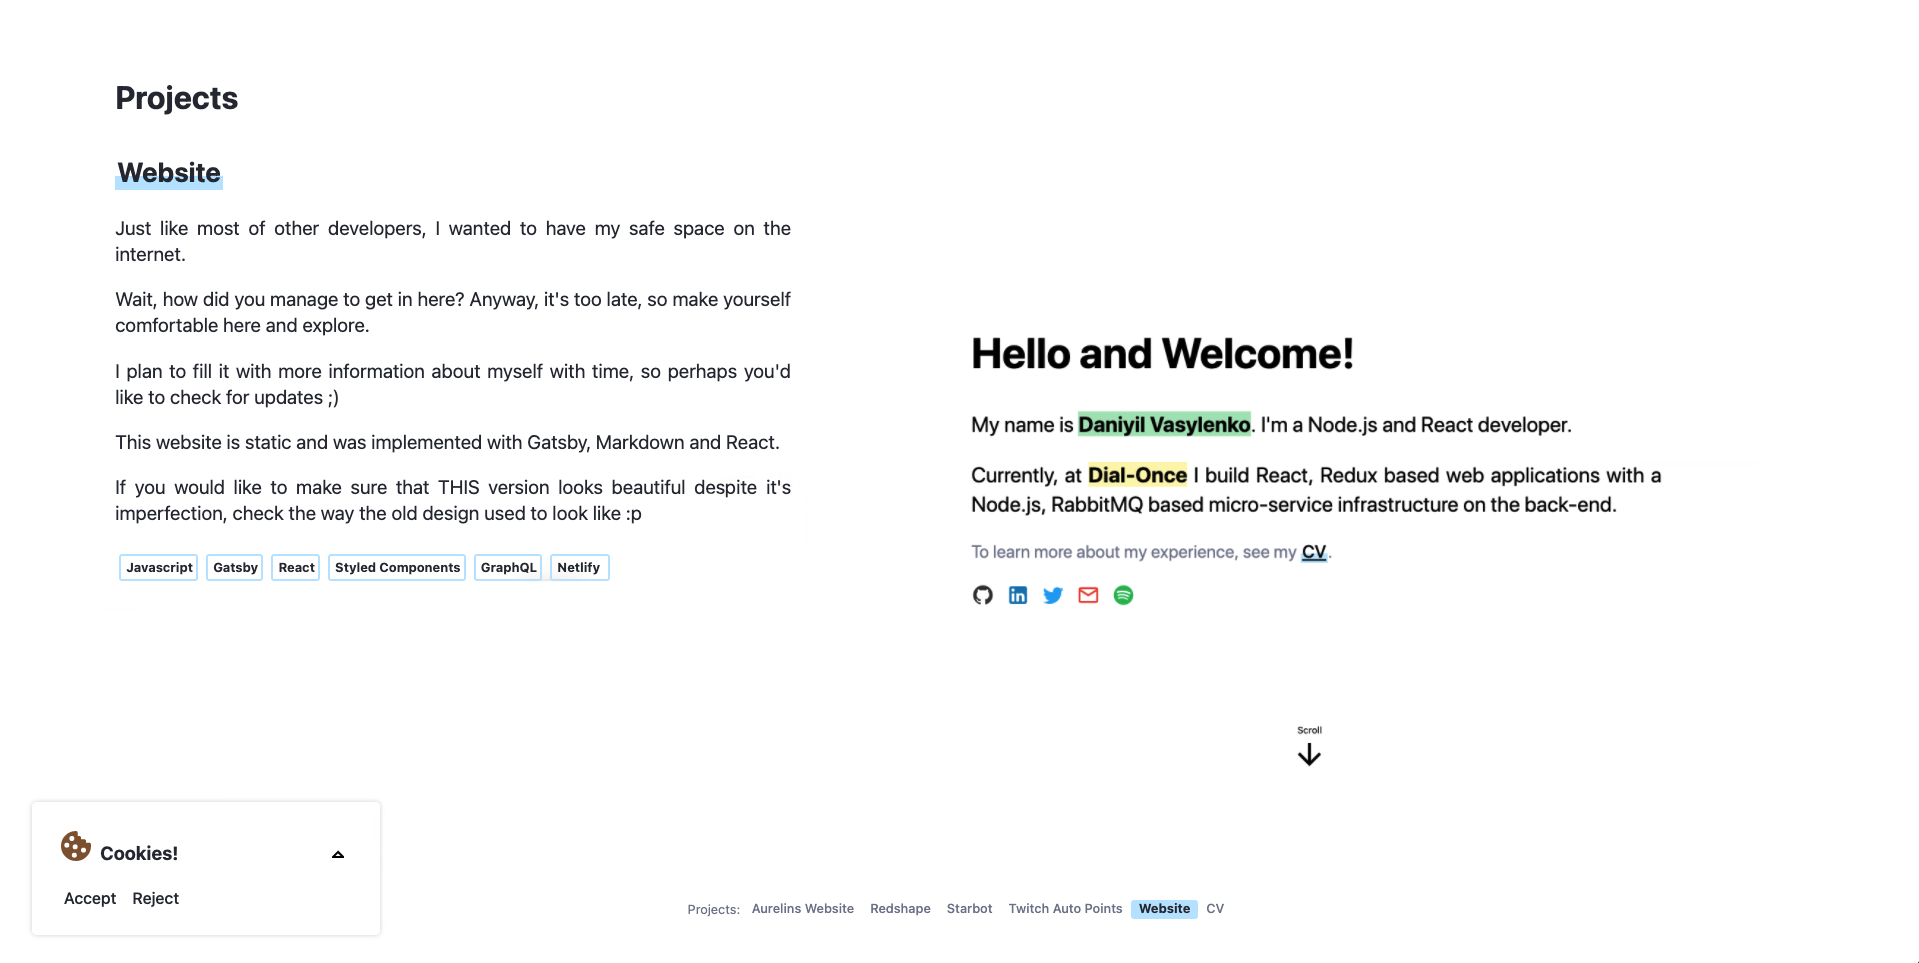 Projects
Website
Just like most of other developers, I wanted to have my safe space on the
internet.
Wait, how did you manage to get in here? Anyway, it's too late, so make yourself
comfortable here and explore.
I plan to fill it with more information about myself with time, so perhaps you'd
like to check for updates ;)
This website is static and was implemented with Gatsby, Markdown and React.
If you would like to make sure that THIS version looks beautiful despite it's
imperfection, check the way the old design used to look like :p
Javascript Gatsby React Styled Components GraphQL Netlify
Hello and Welcome!
My name is Daniyil Vasylenko. I'm a Node.js and React developer.
Currently, at Dial-Once I build React, Redux based web applications with a
Node.js, RabbitMQ based micro-service infrastructure on the back-end.
To learn more about my experience, see my CV.
in
Scroll
Cookies!
Accept Reject
Projects: Aurelins Website Redshape Starbot Twitch Auto Points Website CV